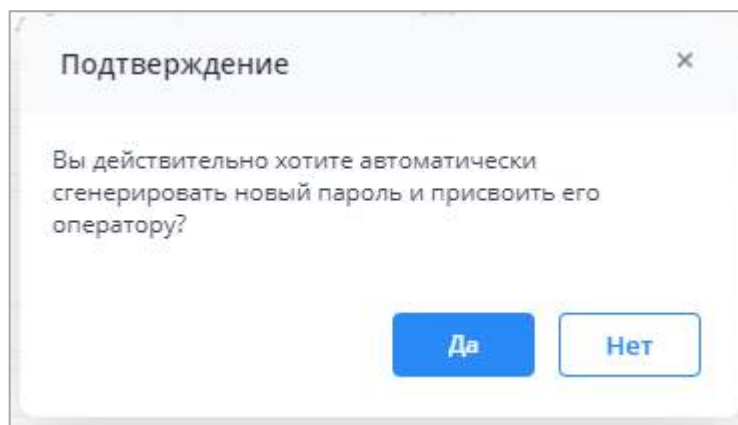 Подтверждение
Вы действительно хотите автоматически
сгенерировать новый пароль и присвоить его
оператору?
Да
Нет